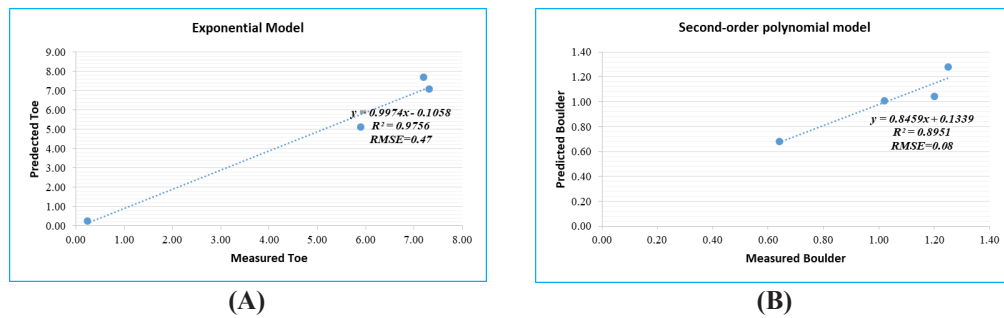 Exponential Model
9.00
8.00
7.00
6.00
5.00
4.00
3.00
2.00
1.00
0.00
Predected Toe
y = 0.9974x - 0.1058
R² = 0.9756
RMSE=0.47
0.00 1.00 2.00 3.00 4.00 5.00 6.00 7.00 8.00
Measured Toe
(A)
Second-order polynomial model
1.40
1.20
1.00
0.80
0.60
0.40
0.20
0.00
Predicted Boulder
y = 0.8459x + 0.1339
R² = 0.8951
RMSE=0.08
0.00 0.20 0.40 0.60 0.80 1.00 1.20 1.40
Measured Boulder
(B)